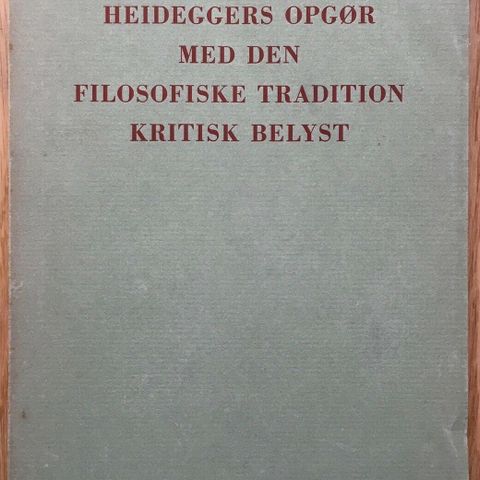 HEIDEGGERS OPGØR
MED DEN
FILOSOFISKE TRADITION
KRITISK BELYST